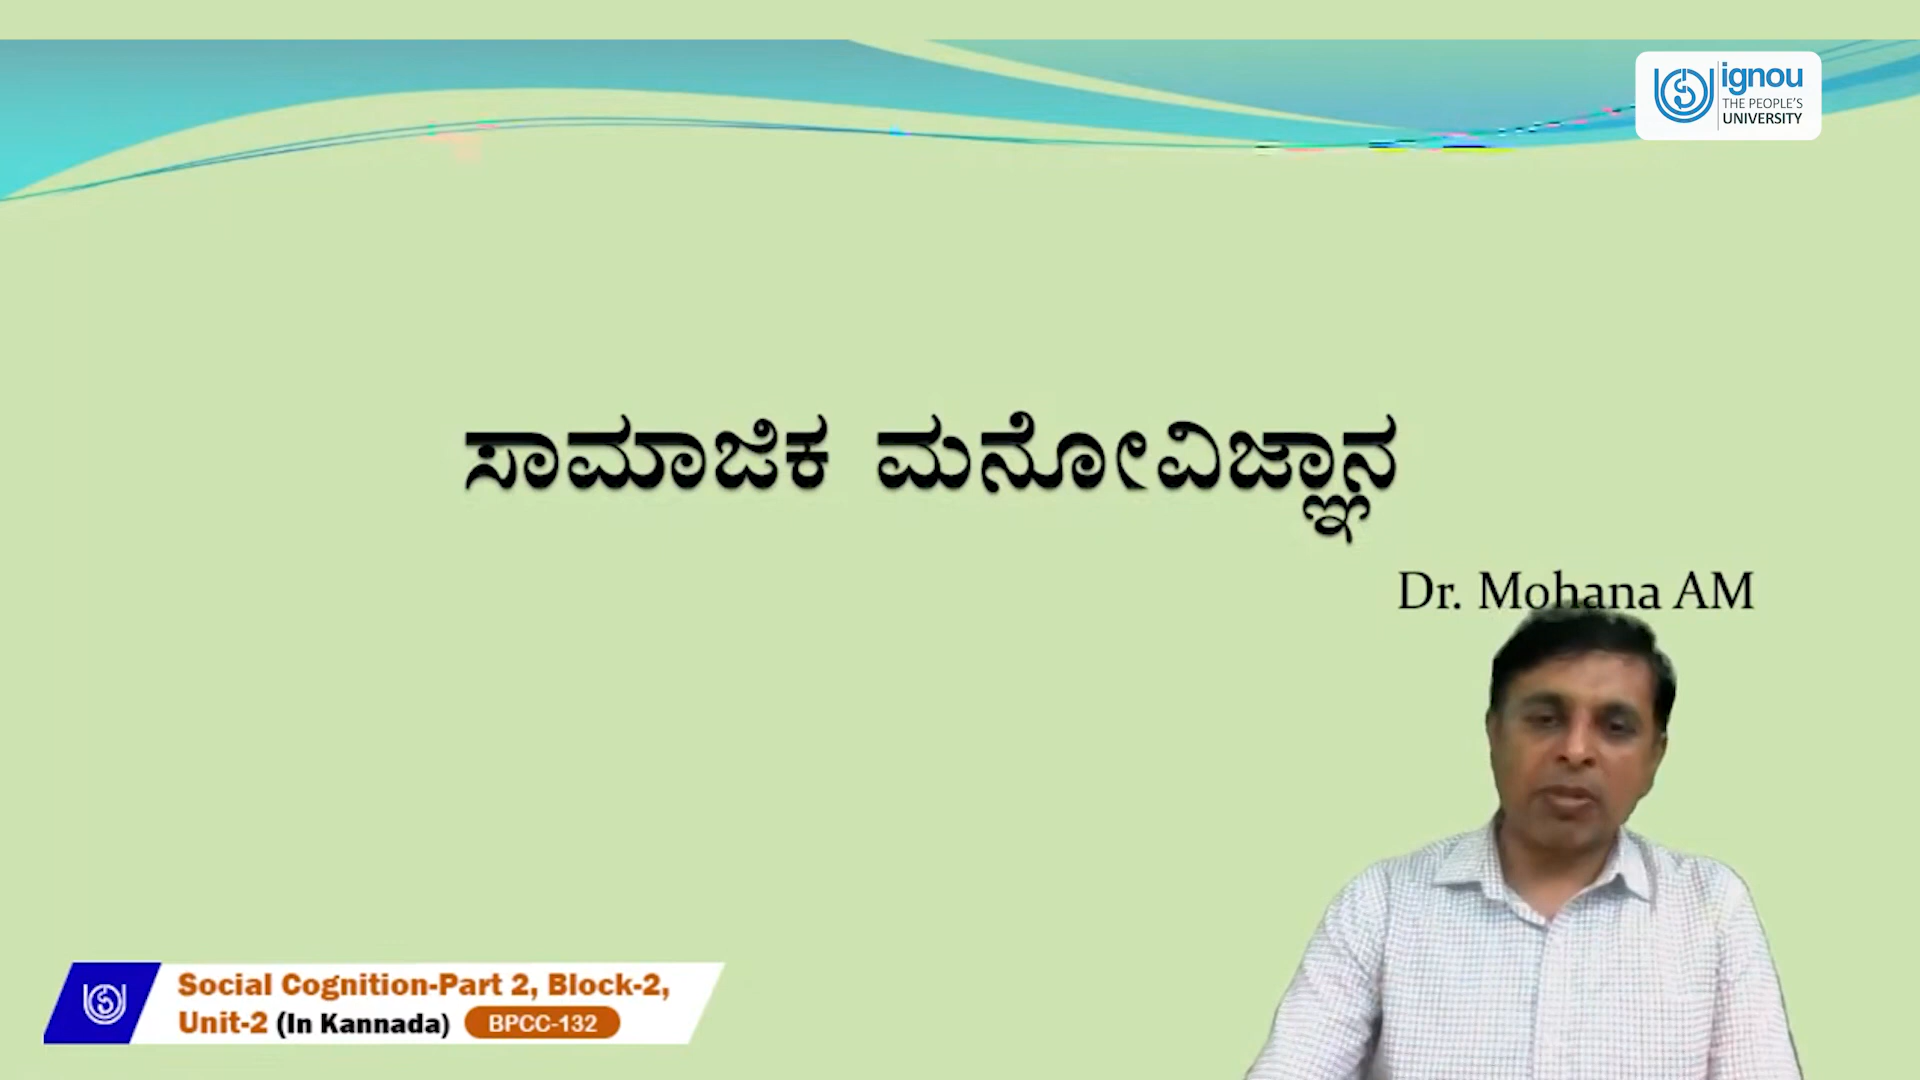 ignou
THE PEOPLE'S
UNIVERSITY
ಸಾಮಾಜಿಕ ಮನೋವಿಜ್ಞಾನ
Dr. Mohana AM
Social Cognition-Part 2, Block-2,
Unit-2 (In Kannada) BPCC-132